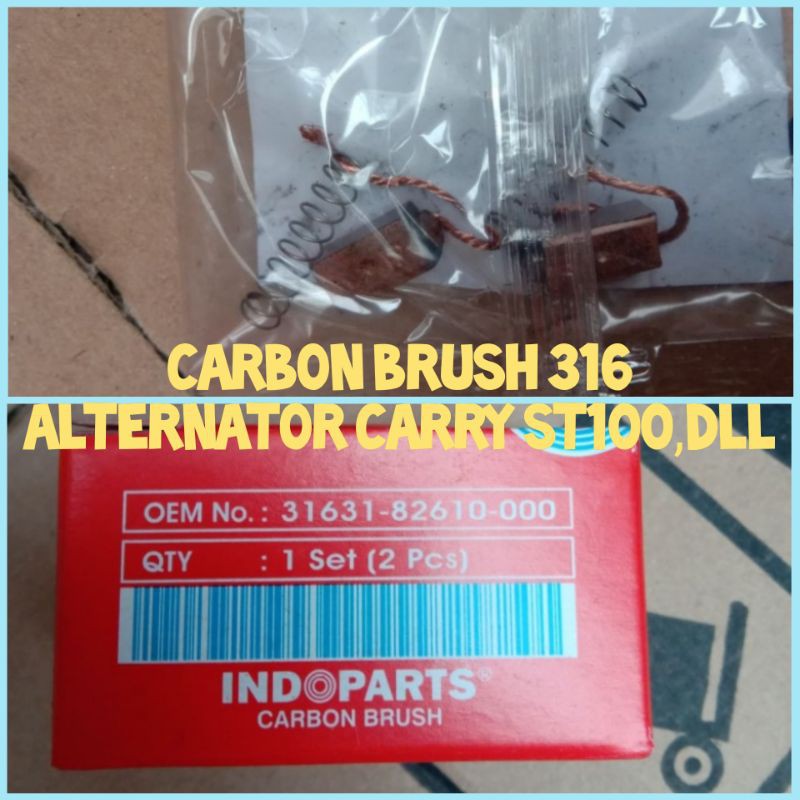 CARBON BRUSH 316
ALTERNATOR CARRY ST100,DLL
OEM No. : 31631-82610-000
QTY : 1 Set (2 Pcs)
INDOPARTS®
CARBON BRUSH